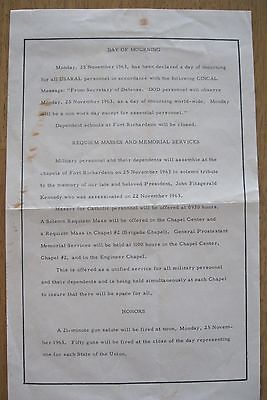 DAY OF MOURNING
Monday, 25 November 1963, has been declared a day of mourning
for all USARAL personnel in accordance with the following CINCAL
Message: "From Secretary of Defense. DOD personnel will observe
Monday, 25 November 1963, as a day of mourning world-wide. Monday
will be a non work day except for essential personnel."
Dependent schools at Fort Richardson will be closed.
REQUIEM MASSES AND MEMORIAL SERVICES
Military personnel and their dependents will assemble at the
chapels of Fort Richardson on 25 November 1963 in solemn tribute
to the memory of our late and beloved President, John Fitzgerald
Kennedy who was assassinated on 22 November 1963.
Masses for Catholic personnel will be offered at 0930 hours.
A Solemn Requiem Mass will be offered in the Chapel Center and
a Requiem Mass in Chapel #2 (Brigade Chapel). General Protestant
Memorial Services will be held at 1100 hours in the Chapel Center,
Chapel #2, and in the Engineer Chapel.
This is offered as a unified service for all military personnel
and their dependents and is being held simultaneously at each Chapel
to insure that there will be space for all.
HONORS
A 21-minute gun salute will be fired at noon, Monday, 25 Novem-
ber 1963. Fifty guns will be fired at the close of the day representing
one for each State of the Union.